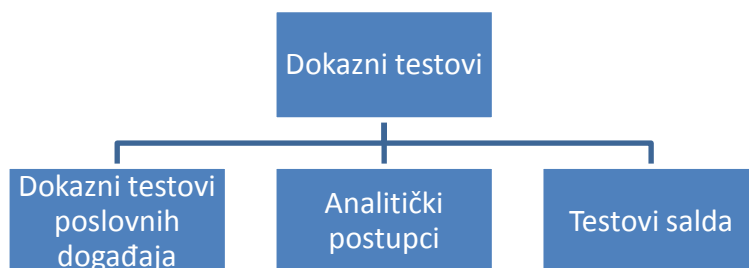 Dokazni testovi
Dokazni testovi
poslovnih
događaja
Analitički
postupci
Testovi salda